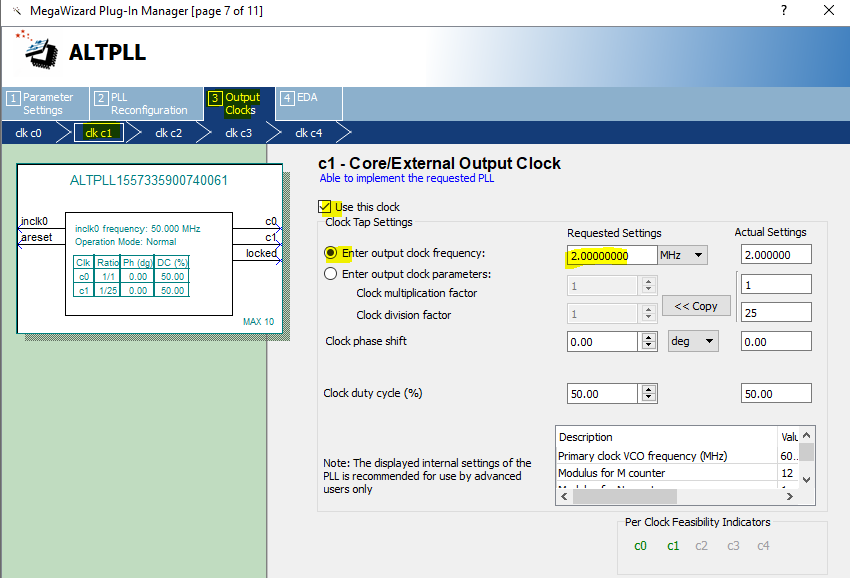 MegaWizard Plug-In Manager [page 7 of 11]
?
ALTPLL
1 Parameter Settings
2 PLL Reconfiguration
3 Output Clocks
4 EDA
clk c0
clk c1
clk c2
clk c3
clk c4
ALTPLL1557335900740061
inclk0
areset
c0
c1
locked
inclk0 frequency: 50.000 MHz
Operation Mode: Normal
Clk Ratio Ph (dg) DC (%)
c0 1/1 0.00 50.00
c1 1/25 0.00 50.00
MAX 10
c1 - Core/External Output Clock
Able to implement the requested PLL
Use this clock
Clock Tap Settings
Requested Settings
Actual Settings
Enter output clock frequency:
2.00000000
MHz
2.000000
Enter output clock parameters:
Clock multiplication factor
1
1
<< Copy
Clock division factor
1
25
Clock phase shift
0.00
deg
0.00
Clock duty cycle (%)
50.00
50.00
Note: The displayed internal settings of the
PLL is recommended for use by advanced
users only
Description
Primary clock VCO frequency (MHz) 60...
Modulus for M counter 12
Per Clock Feasibility Indicators
c0 c1 c2 c3 c4